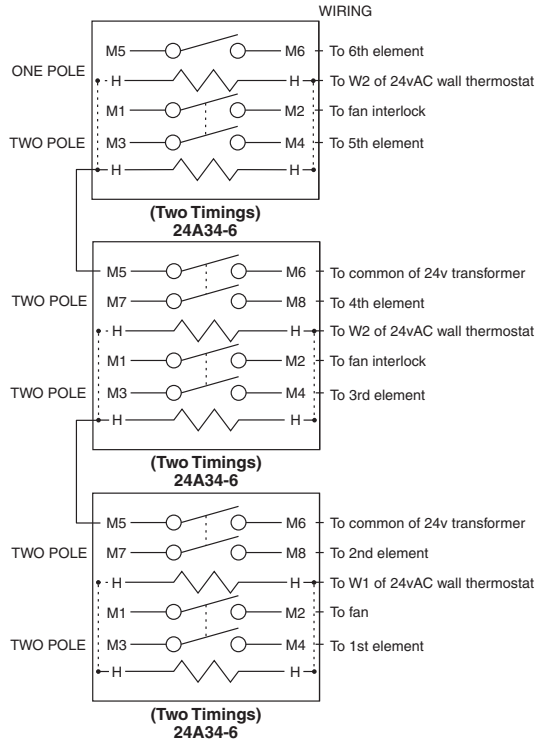 WIRING
M5 M6 To 6th element
ONE POLE
H H To W2 of 24vAC wall thermostat
M1 M2 To fan interlock
TWO POLE M3 M4 To 5th element
H H
(Two Timings)
24A34-6
M5 M6 To common of 24v transformer
TWO POLE M7 M8 To 4th element
H H To W2 of 24vAC wall thermostat
M1 M2 To fan interlock
TWO POLE M3 M4 To 3rd element
H H
(Two Timings)
24A34-6
M5 M6 To common of 24v transformer
TWO POLE M7 M8 To 2nd element
H H To W1 of 24vAC wall thermostat
M1 M2 To fan
TWO POLE M3 M4 To 1st element
H H
(Two Timings)
24A34-6